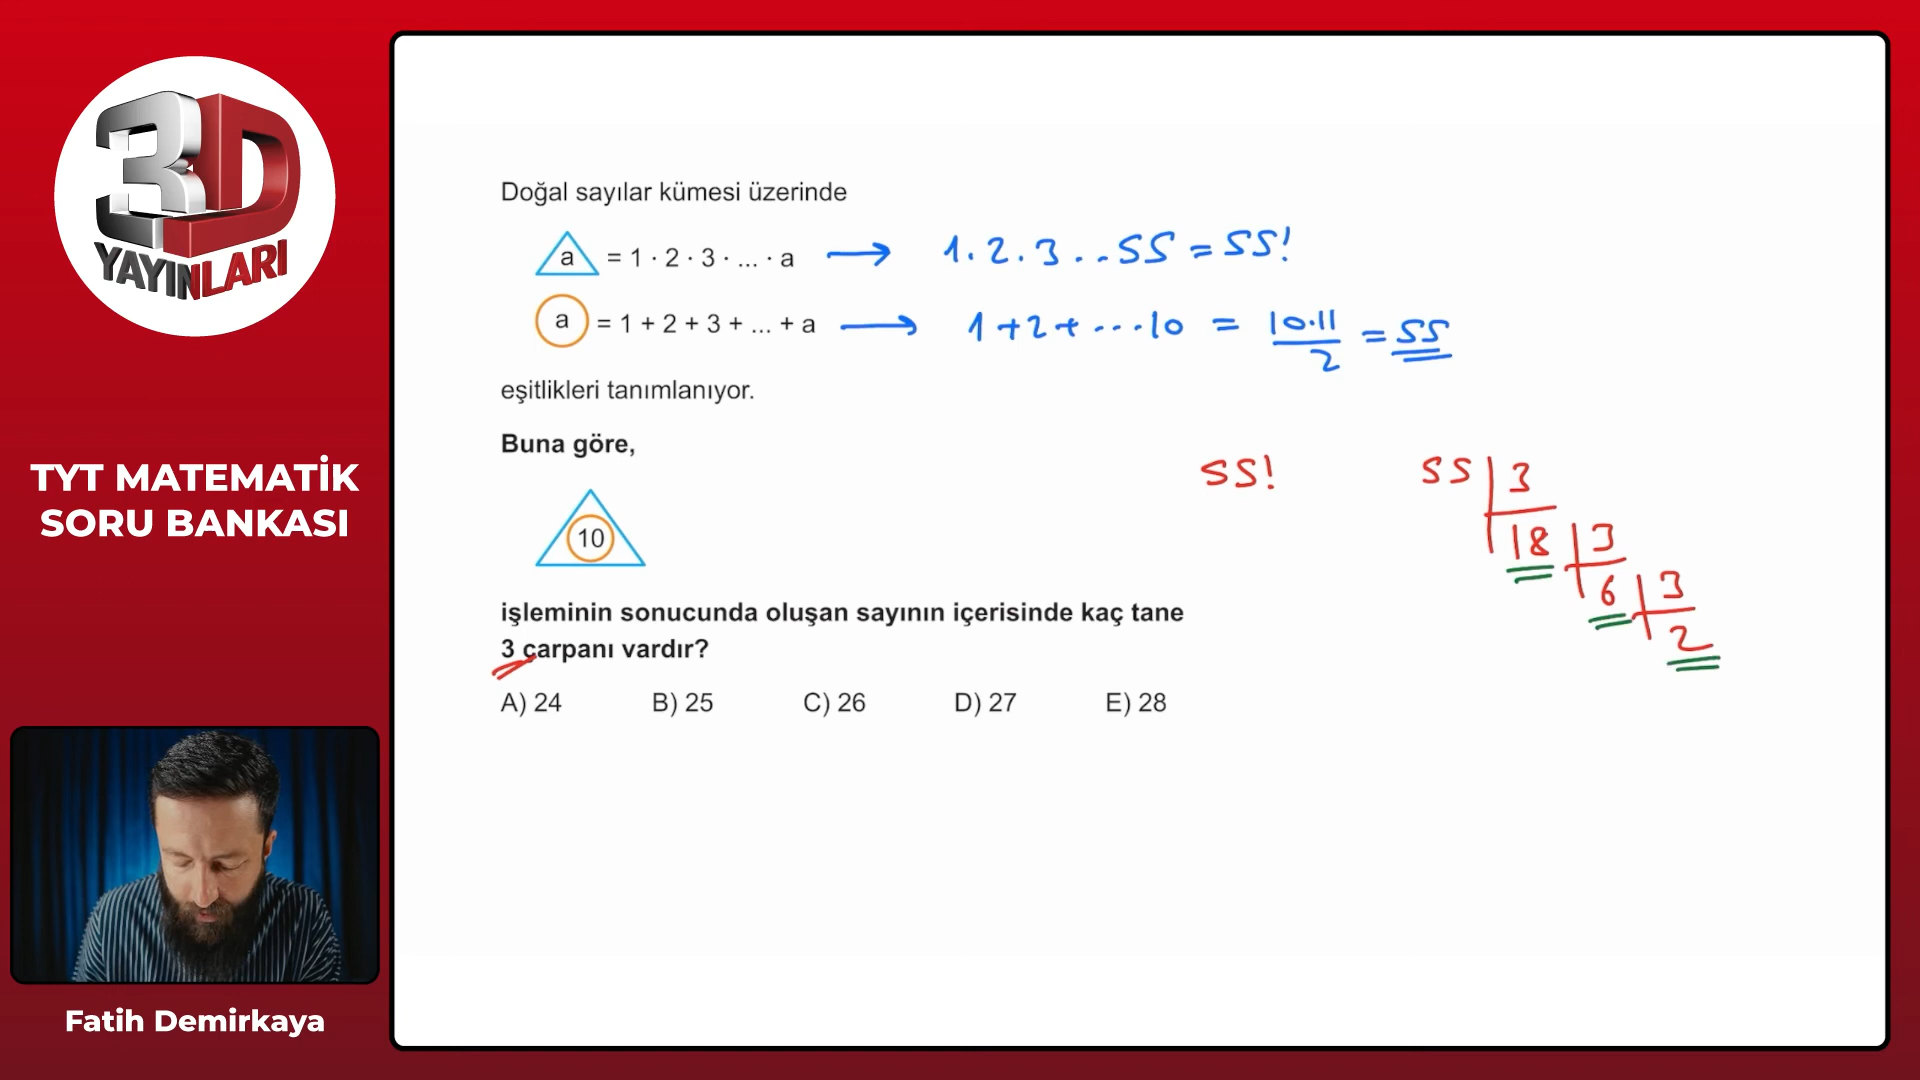 3D
YAYINLARI
TYT MATEMATİK
SORU BANKASI
Fatih Demirkaya
Doğal sayılar kümesi üzerinde
a = 1 · 2 · 3 · ... · a → 1.2.3...55 = 55!
a = 1 + 2 + 3 + ... + a → 1+2+...10 = 10.11/2 = 55
eşitlikleri tanımlanıyor.
Buna göre,
10
işleminin sonucunda oluşan sayının içerisinde kaç tane
3 çarpanı vardır?
A) 24 B) 25 C) 26 D) 27 E) 28
55!
55 3
18 3
6 3
2